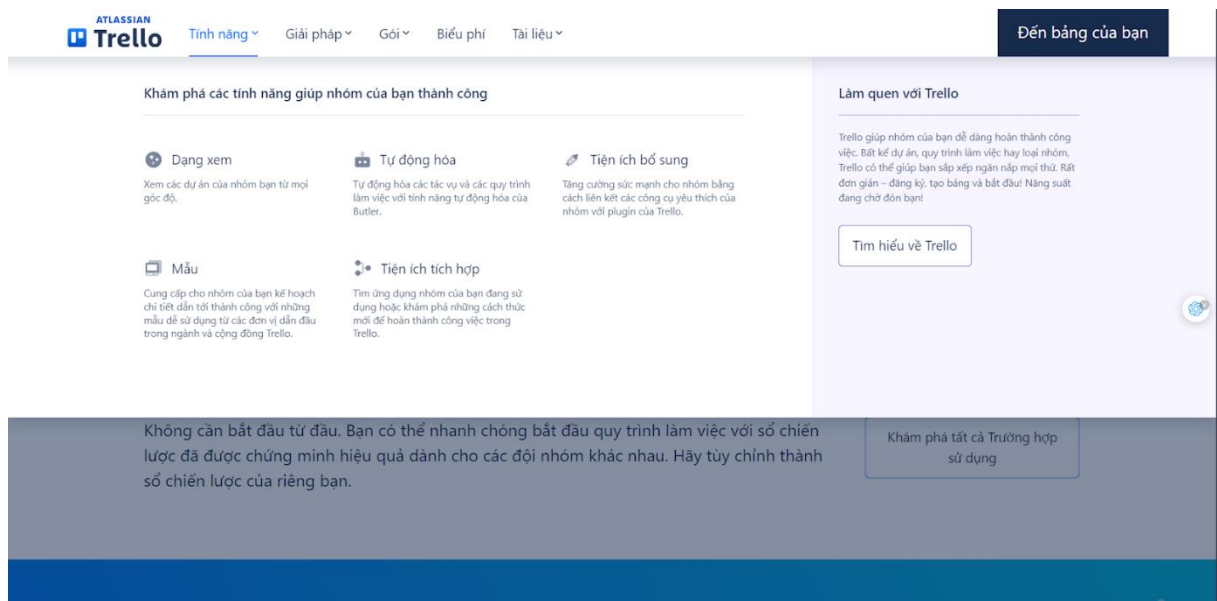 ATLASSIAN
Trello
Tính năng
Giải pháp
Gói
Biểu phí
Tài liệu
Đến bảng của bạn
Khám phá các tính năng giúp nhóm của bạn thành công
Dạng xem
Xem các dự án của nhóm bạn từ mọi
góc độ.
Tự động hóa
Tự động hóa các tác vụ và các quy trình
làm việc với tính năng tự động hóa của
Butler.
Tiện ích bổ sung
Tăng cường sức mạnh cho nhóm bằng
cách liên kết các công cụ yêu thích của
nhóm với plugin của Trello.
Mẫu
Cung cấp cho nhóm của bạn kế hoạch
chi tiết dẫn tới thành công với những
mẫu dễ sử dụng từ các đơn vị dẫn đầu
trong ngành và cộng đồng Trello.
Tiện ích tích hợp
Tìm ứng dụng nhóm của bạn đang sử
dụng hoặc khám phá những cách thức
mới để hoàn thành công việc trong
Trello.
Làm quen với Trello
Trello giúp nhóm của bạn dễ dàng hoàn thành công
việc. Bất kể dự án, quy trình làm việc hay loại nhóm,
Trello có thể giúp bạn sắp xếp ngăn nắp mọi thứ. Rất
đơn giản – đăng ký, tạo bảng và bắt đầu! Năng suất
đang chờ đón bạn!
Tìm hiểu về Trello
Không cần bắt đầu từ đầu. Bạn có thể nhanh chóng bắt đầu quy trình làm việc với sổ chiến
lược đã được chứng minh hiệu quả dành cho các đội nhóm khác nhau. Hãy tùy chỉnh thành
sổ chiến lược của riêng bạn.
Khám phá tất cả Trường hợp
sử dụng